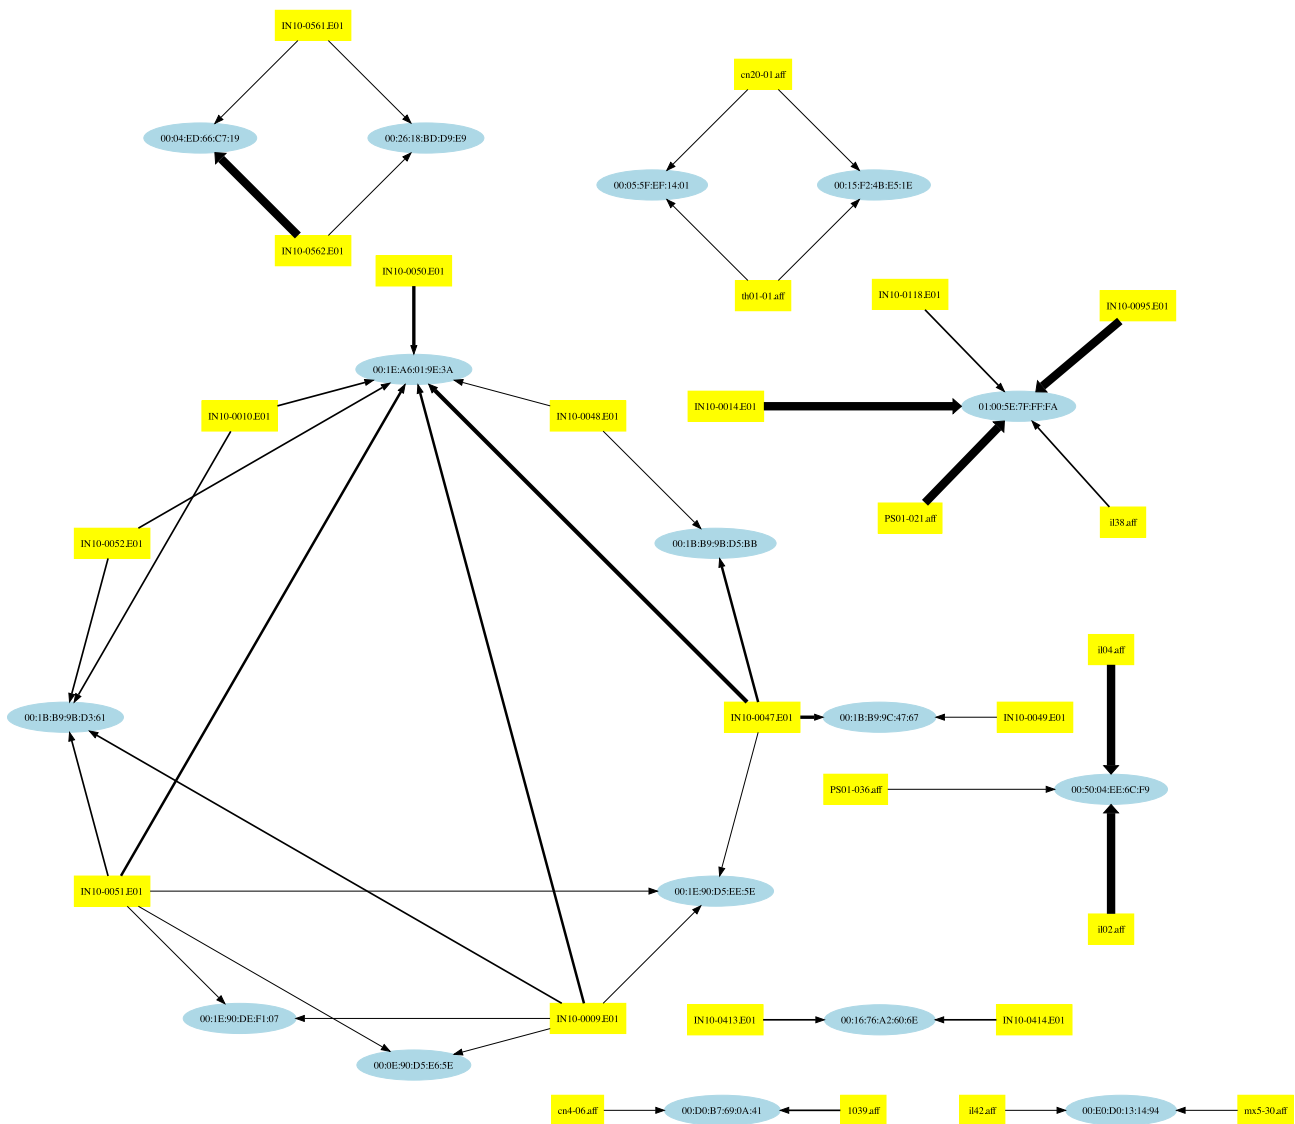 IN10-0561.E01
cn20-01.aff
00:04:ED:66:C7:19
00:26:18:BD:D9:E9
00:05:5F:EF:14:01
00:15:F2:4B:E5:1E
IN10-0562.E01
IN10-0050.E01
th01-01.aff
IN10-0118.E01
IN10-0095.E01
00:1E:A6:01:9E:3A
IN10-0010.E01
IN10-0048.E01
IN10-0014.E01
01:00:5E:7F:FF:FA
PS01-021.aff
il38.aff
IN10-0052.E01
00:1B:B9:9B:D5:BB
il04.aff
00:1B:B9:9B:D3:61
IN10-0047.E01
00:1B:B9:9C:47:67
IN10-0049.E01
PS01-036.aff
00:50:04:EE:6C:F9
IN10-0051.E01
00:1E:90:D5:EE:5E
il02.aff
00:1E:90:DE:F1:07
IN10-0009.E01
IN10-0413.E01
00:16:76:A2:60:6E
IN10-0414.E01
00:0E:90:D5:E6:5E
cn4-06.aff
00:D0:B7:69:0A:41
1039.aff
il42.aff
00:E0:D0:13:14:94
mx5-30.aff